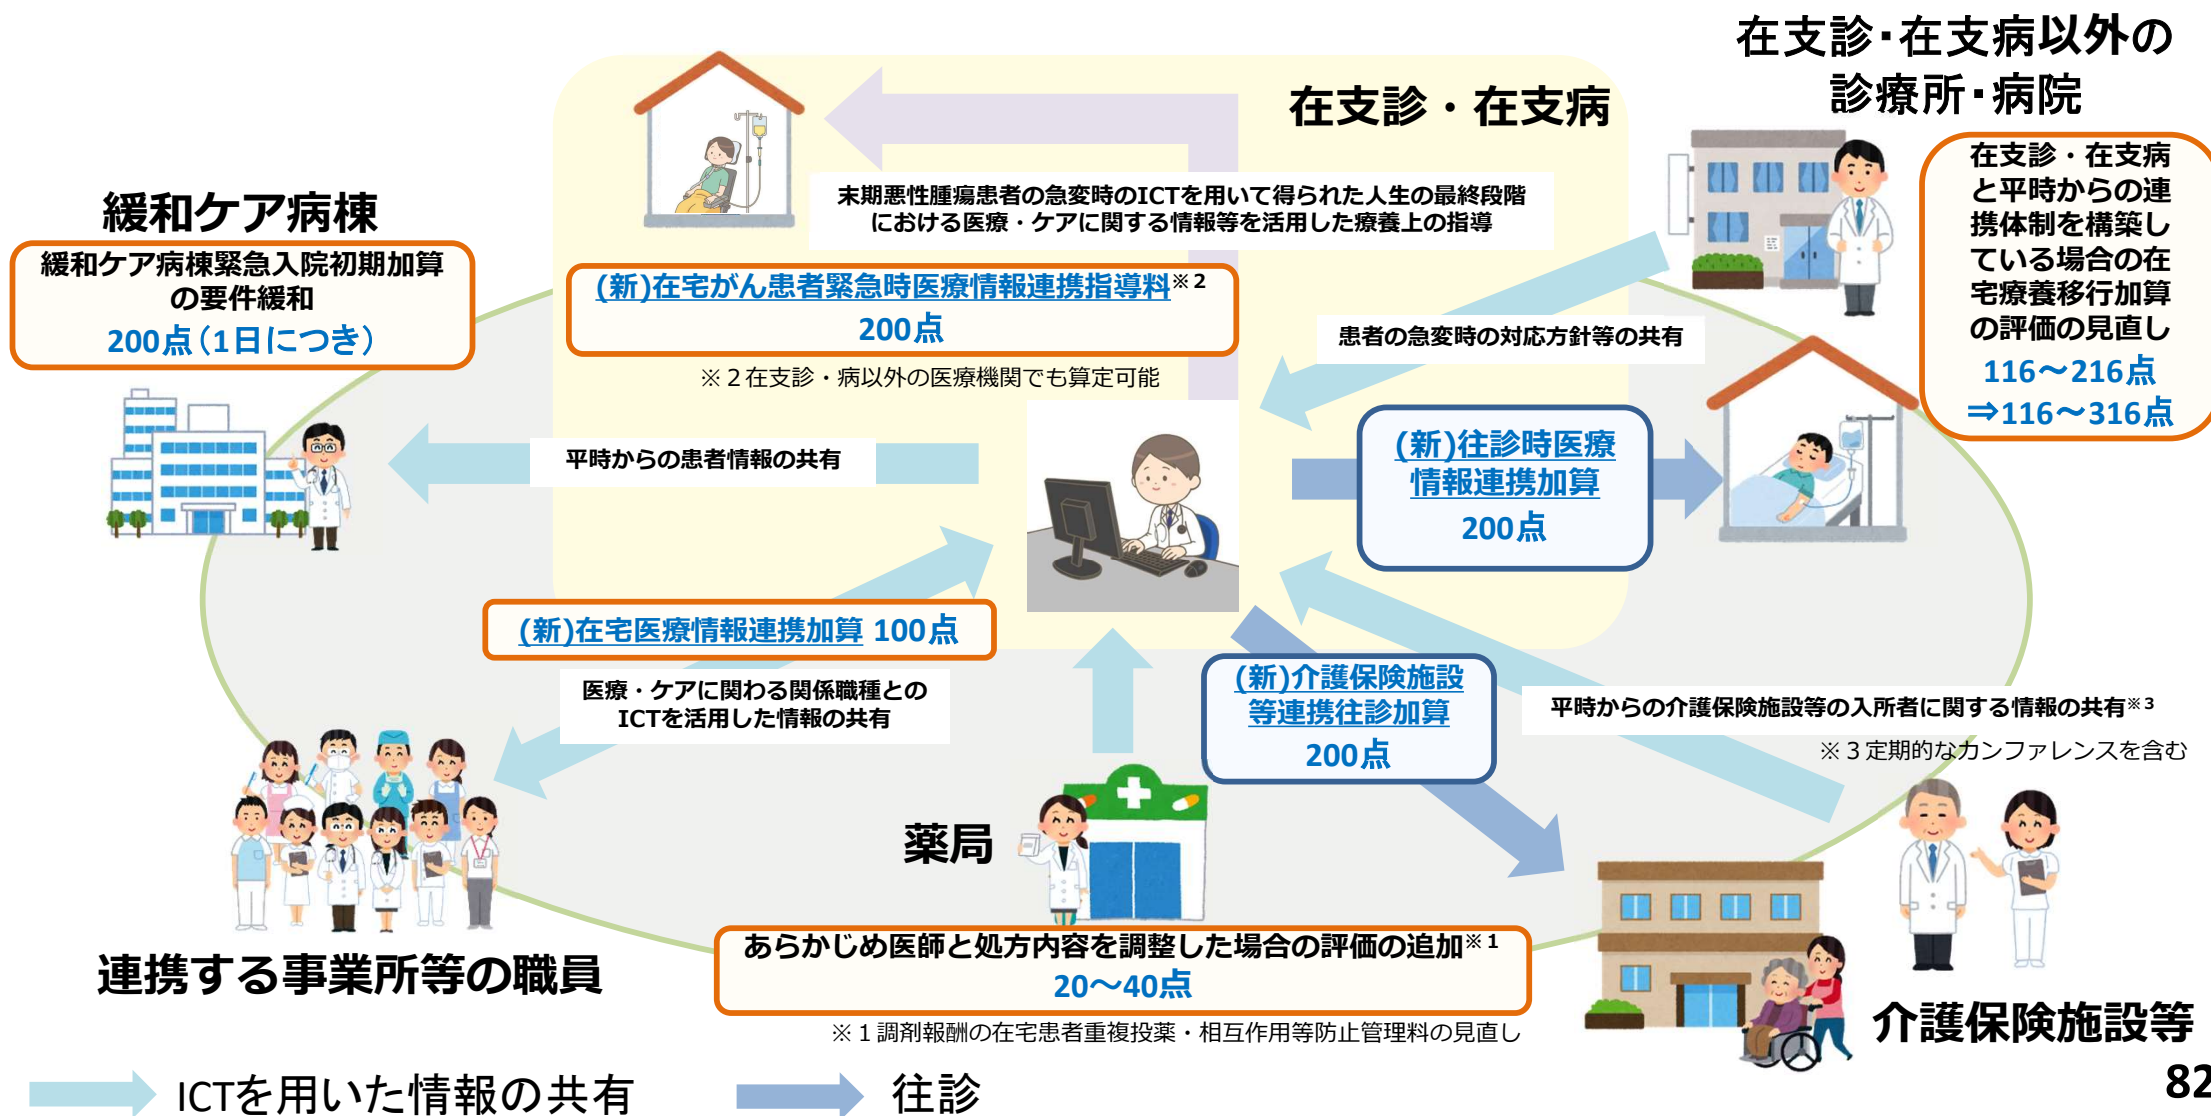 在支診・在支病以外の
診療所・病院
在支診・在支病
在支診・在支病
と平時からの連
携体制を構築し
ている場合の在
宅療養移行加算
の評価の見直し
116～216点
⇒116～316点
末期悪性腫瘍患者の急変時のICTを用いて得られた人生の最終段階
における医療・ケアに関する情報等を活用した療養上の指導
緩和ケア病棟
緩和ケア病棟緊急入院初期加算
の要件緩和
200点（1日につき）
(新)在宅がん患者緊急時医療情報連携指導料※2
200点
※２在支診・病以外の医療機関でも算定可能
患者の急変時の対応方針等の共有
平時からの患者情報の共有
(新)往診時医療
情報連携加算
200点
(新)在宅医療情報連携加算 100点
医療・ケアに関わる関係職種との
ICTを活用した情報の共有
(新)介護保険施設
等連携往診加算
200点
平時からの介護保険施設等の入所者に関する情報の共有※3
※３定期的なカンファレンスを含む
薬局
あらかじめ医師と処方内容を調整した場合の評価の追加※1
20～40点
※１調剤報酬の在宅患者重複投薬・相互作用等防止管理料の見直し
連携する事業所等の職員
介護保険施設等
ICTを用いた情報の共有
往診
82